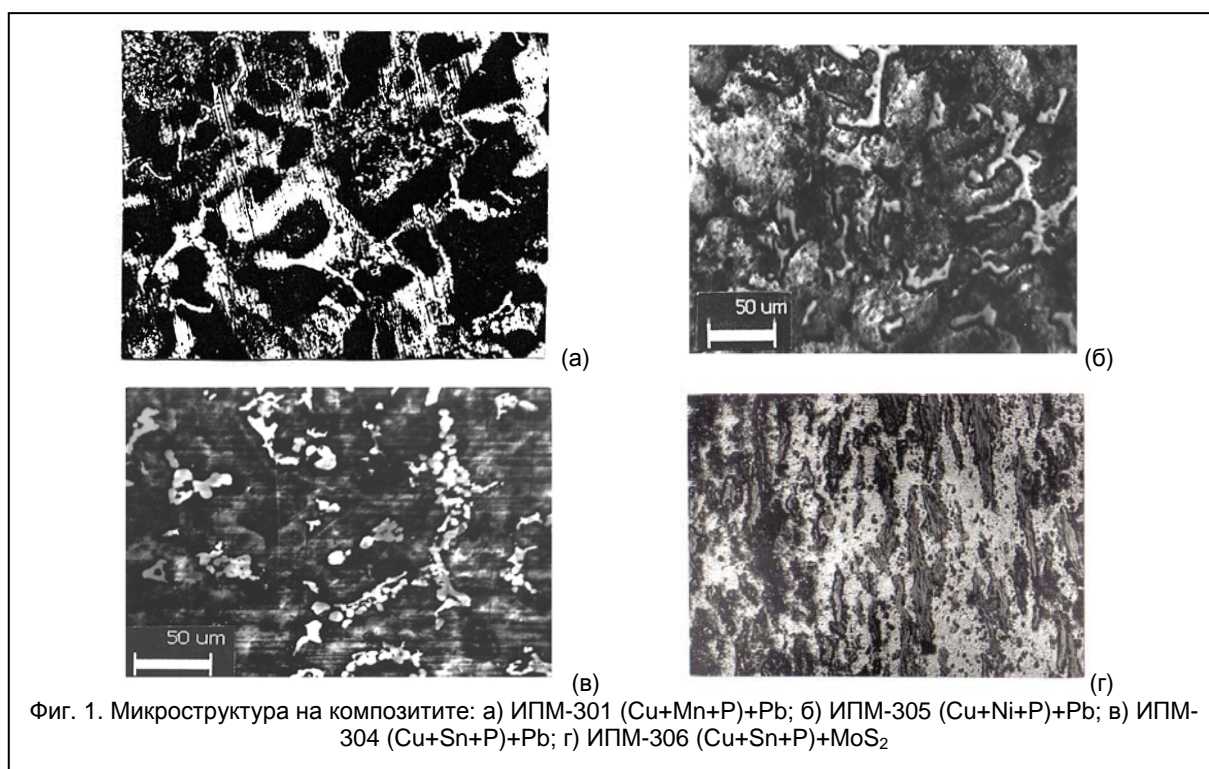 (а)
50 um
(б)
50 um
(в)
(г)
Фиг. 1. Микроструктура на композитите: а) ИПМ-301 (Cu+Mn+P)+Pb; б) ИПМ-305 (Cu+Ni+P)+Pb; в) ИПМ-
304 (Cu+Sn+P)+Pb; г) ИПМ-306 (Cu+Sn+P)+MoS₂